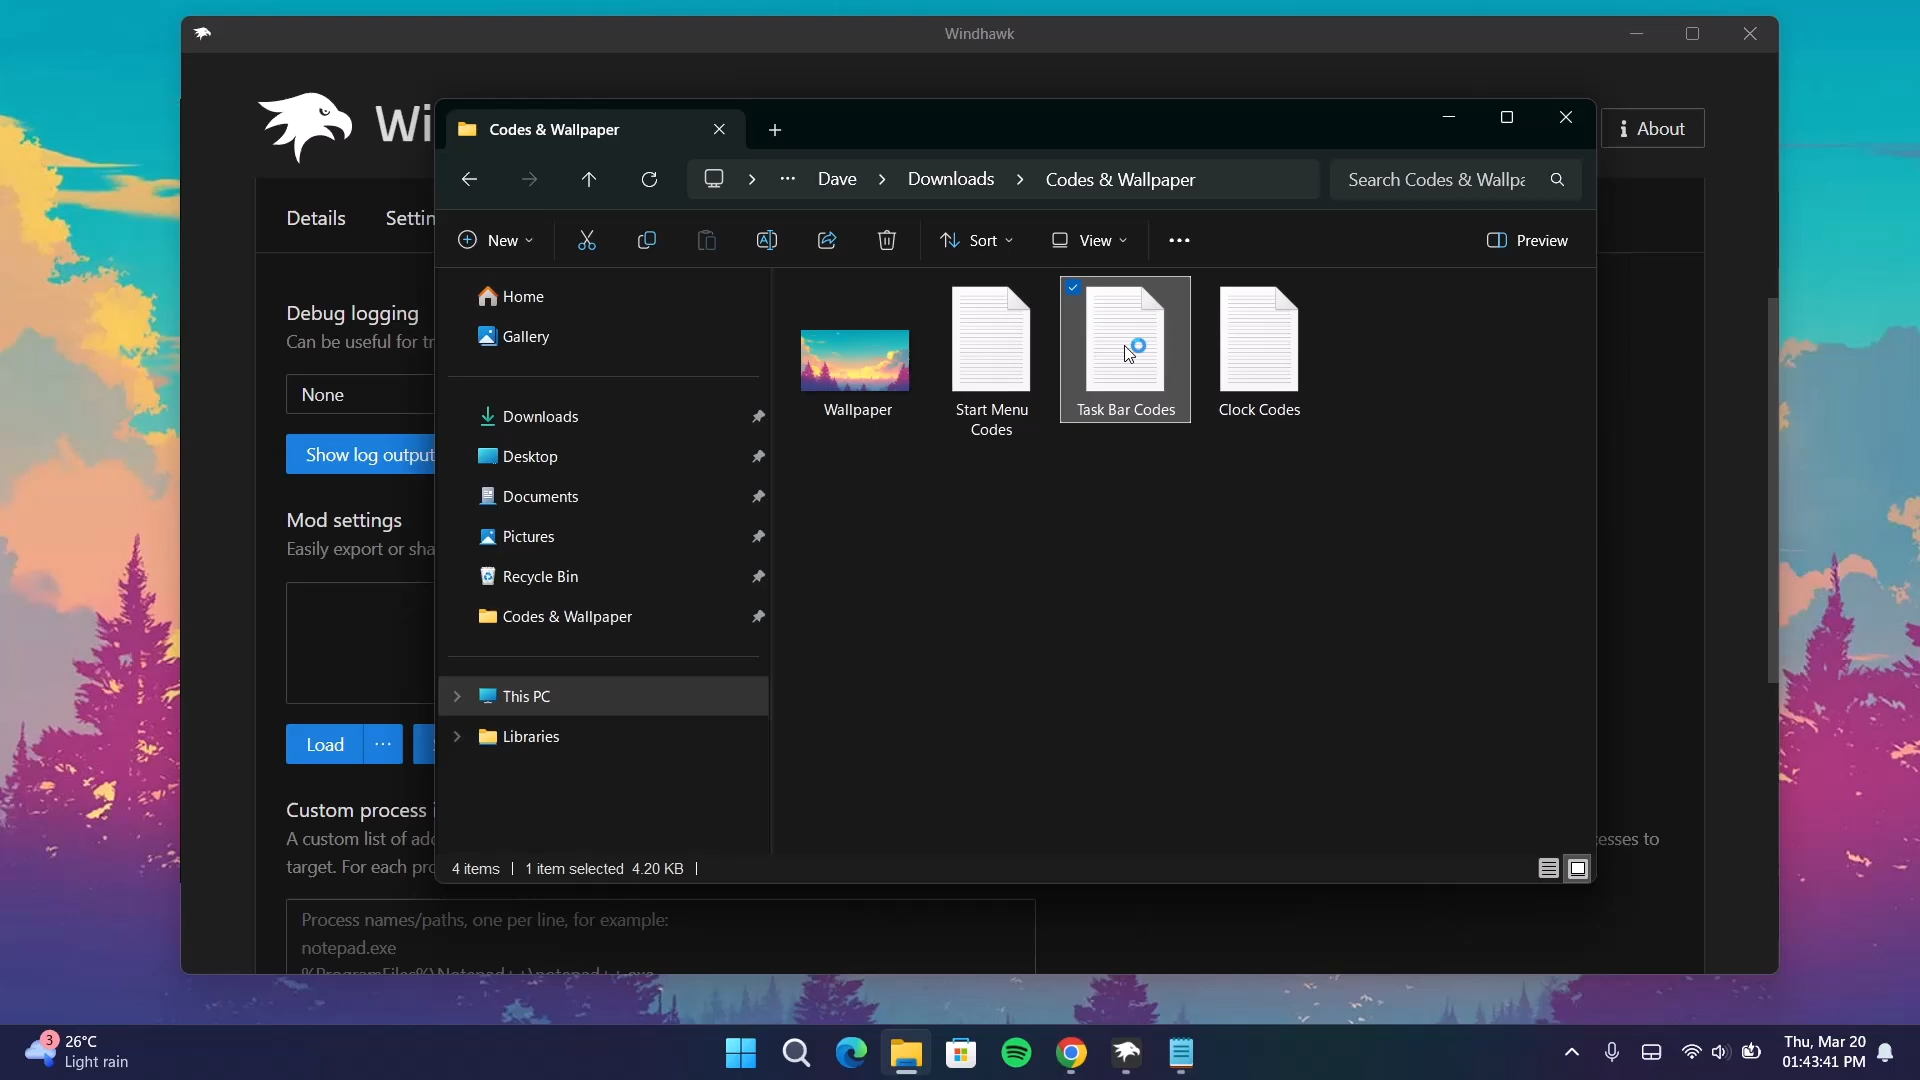 Windhawk
Wi
About
Details
Settin
Debug logging
Can be useful for tr
None
Show log output
Mod settings
Easily export or sha
Load
Custom process i
A custom list of ad
target. For each pro
esses to
Process names/paths, one per line, for example:
notepad.exe
%ProgramFiles%\Notepad++\notepad++.exe
Codes & Wallpaper
Dave
Downloads
Codes & Wallpaper
Search Codes & Wallpa
New
Sort
View
Preview
Home
Gallery
Downloads
Desktop
Documents
Pictures
Recycle Bin
Codes & Wallpaper
This PC
Libraries
Wallpaper
Start Menu
Codes
Task Bar Codes
Clock Codes
4 items
1 item selected 4.20 KB
3
26°C
Light rain
Thu, Mar 20
01:43:41 PM